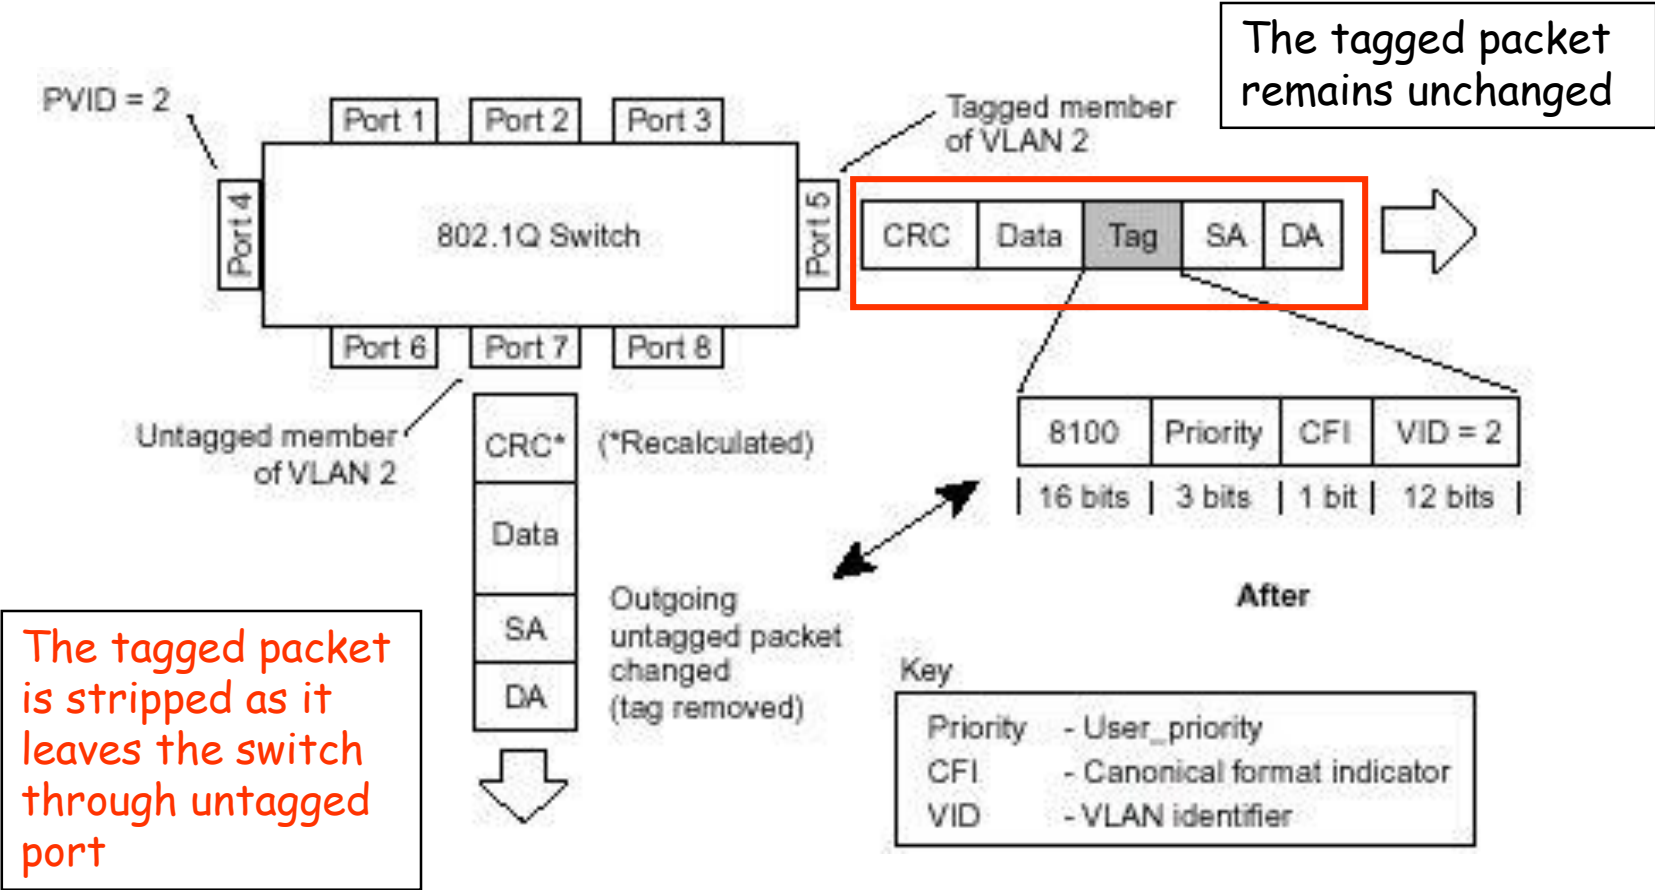 The tagged packet
remains unchanged
PVID = 2
Port 1
Port 2
Port 3
Tagged member
of VLAN 2
Port 4
802.1Q Switch
Port 5
CRC
Data
Tag
SA
DA
Port 6
Port 7
Port 8
Untagged member
of VLAN 2
CRC*
(*Recalculated)
Data
SA
DA
8100
Priority
CFI
VID = 2
16 bits
3 bits
1 bit
12 bits
Outgoing
untagged packet
changed
(tag removed)
After
The tagged packet
is stripped as it
leaves the switch
through untagged
port
Key
Priority - User_priority
CFI - Canonical format indicator
VID - VLAN identifier